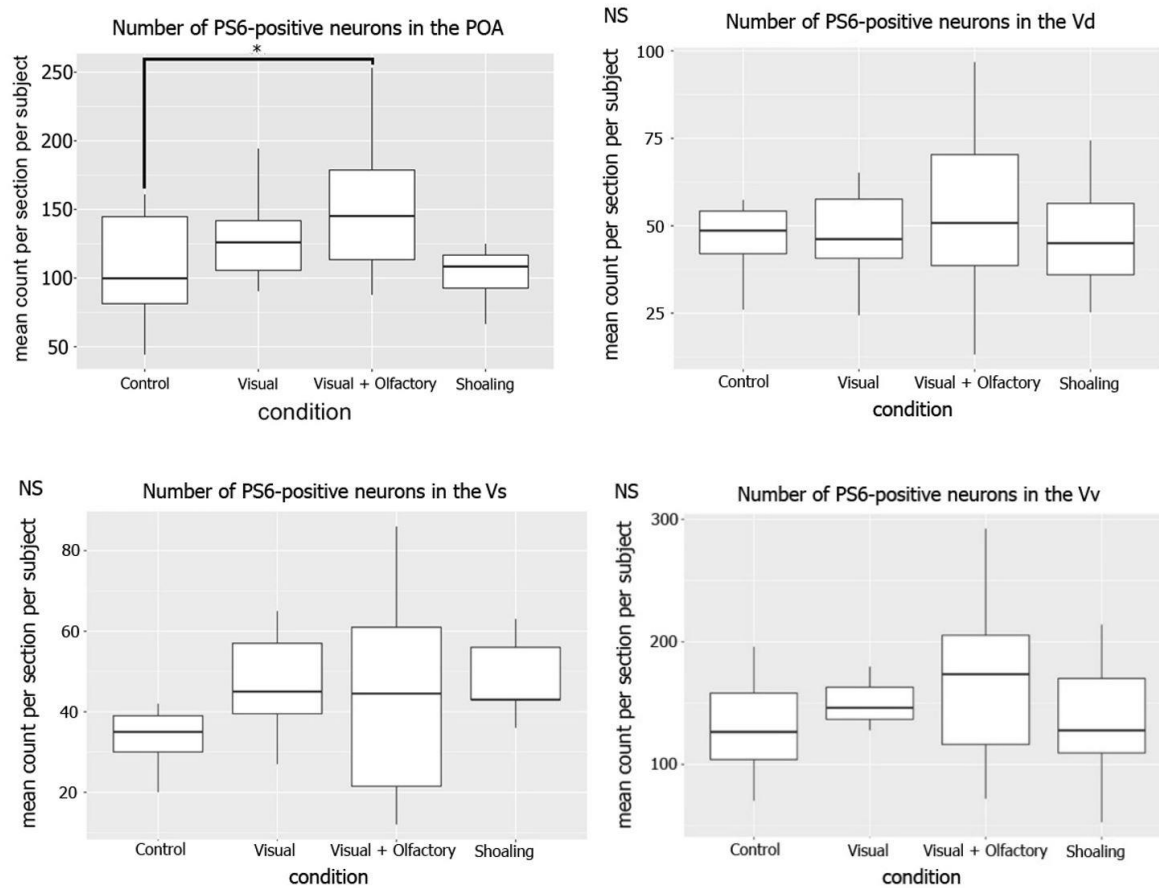 Number of PS6-positive neurons in the POA
*
mean count per section per subject
250
200
150
100
50
Control
Visual
Visual + Olfactory
Shoaling
condition
NS
Number of PS6-positive neurons in the Vd
mean count per section per subject
100
75
50
25
Control
Visual
Visual + Olfactory
Shoaling
condition
NS
Number of PS6-positive neurons in the Vs
mean count per section per subject
80
60
40
20
Control
Visual
Visual + Olfactory
Shoaling
condition
NS
Number of PS6-positive neurons in the Vv
mean count per section per subject
300
200
100
Control
Visual
Visual + Olfactory
Shoaling
condition